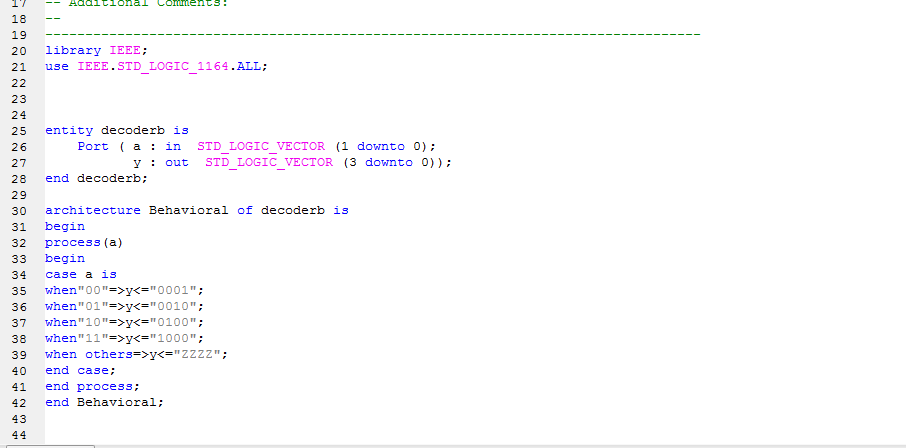 17 -- Additional Comments:
18 --
19 ----------------------------------------------------------------------------------
20 library IEEE;
21 use IEEE.STD_LOGIC_1164.ALL;
22
23
24
25 entity decoderb is
26     Port ( a : in  STD_LOGIC_VECTOR (1 downto 0);
27            y : out  STD_LOGIC_VECTOR (3 downto 0));
28 end decoderb;
29
30 architecture Behavioral of decoderb is
31 begin
32 process(a)
33 begin
34 case a is
35 when"00"=>y<="0001";
36 when"01"=>y<="0010";
37 when"10"=>y<="0100";
38 when"11"=>y<="1000";
39 when others=>y<="ZZZZ";
40 end case;
41 end process;
42 end Behavioral;
43
44